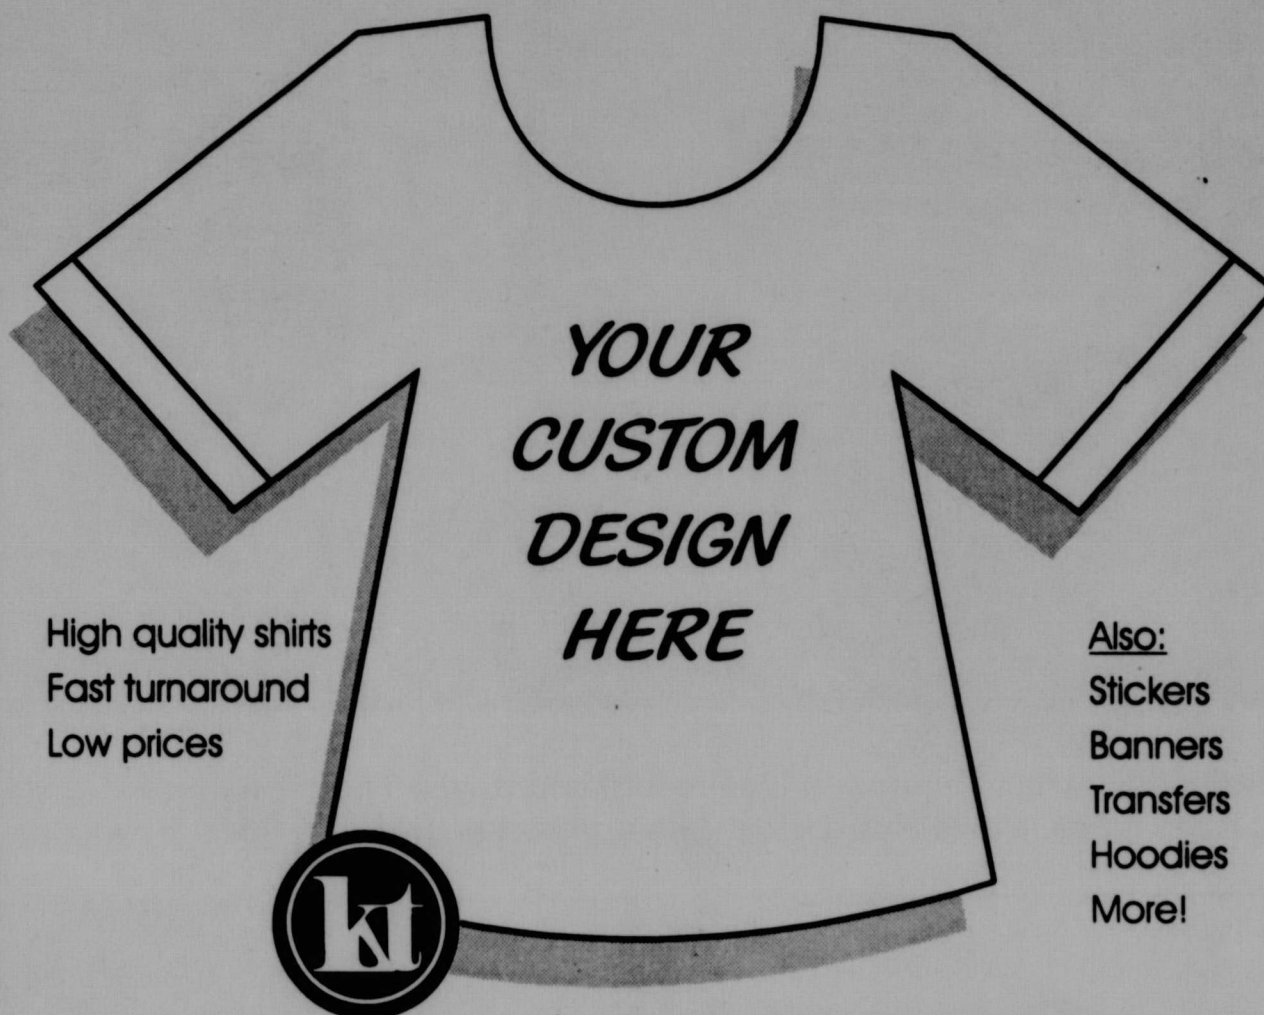 YOUR
CUSTOM
DESIGN
HERE
High quality shirts
Fast turnaround
Low prices
Also:
Stickers
Banners
Transfers
Hoodies
More!
kt